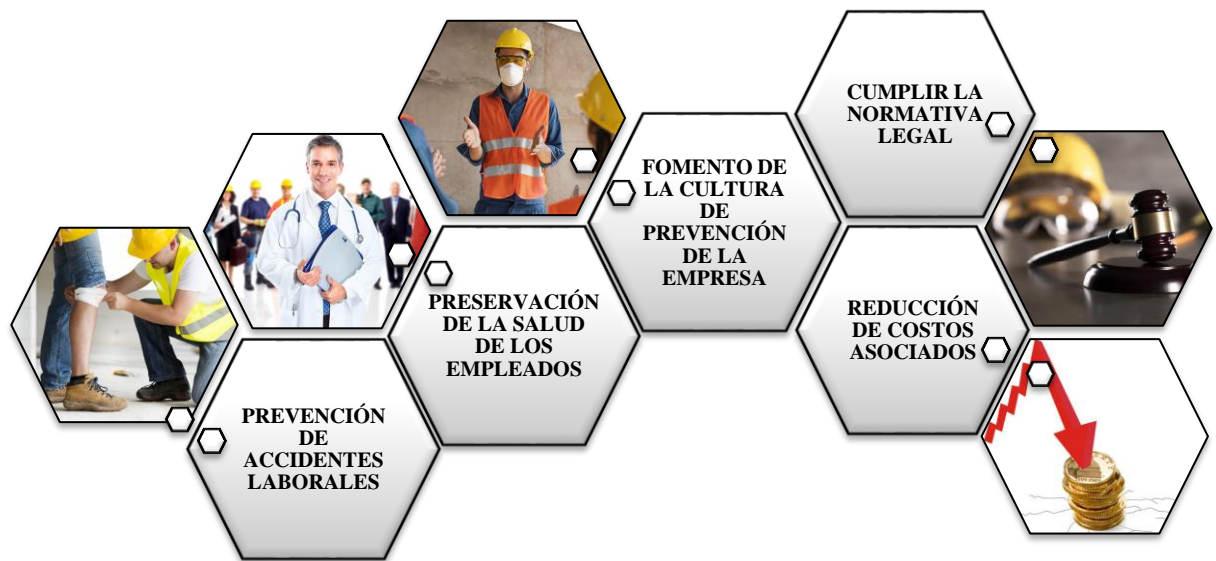 PREVENCIÓN
DE
ACCIDENTES
LABORALES
PRESERVACIÓN
DE LA SALUD
DE LOS
EMPLEADOS
FOMENTO DE
LA CULTURA
DE
PREVENCIÓN
DE LA
EMPRESA
CUMPLIR LA
NORMATIVA
LEGAL
REDUCCIÓN
DE COSTOS
ASOCIADOS